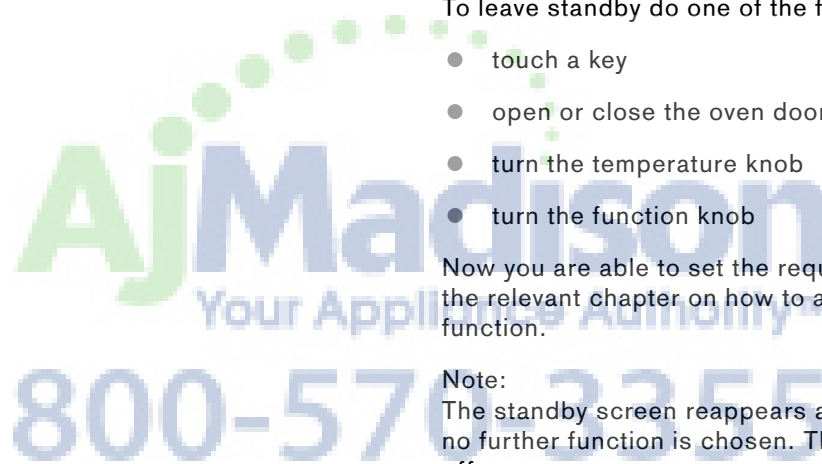 To leave standby do one of the
touch a key
open or close the oven door
turn the temperature knob
turn the function knob
Now you are able to set the
the relevant chapter on how to
function.
Note:
The standby screen reappears
no further function is chosen.
AjMadison
Your Appliance Authority
800-570-3355